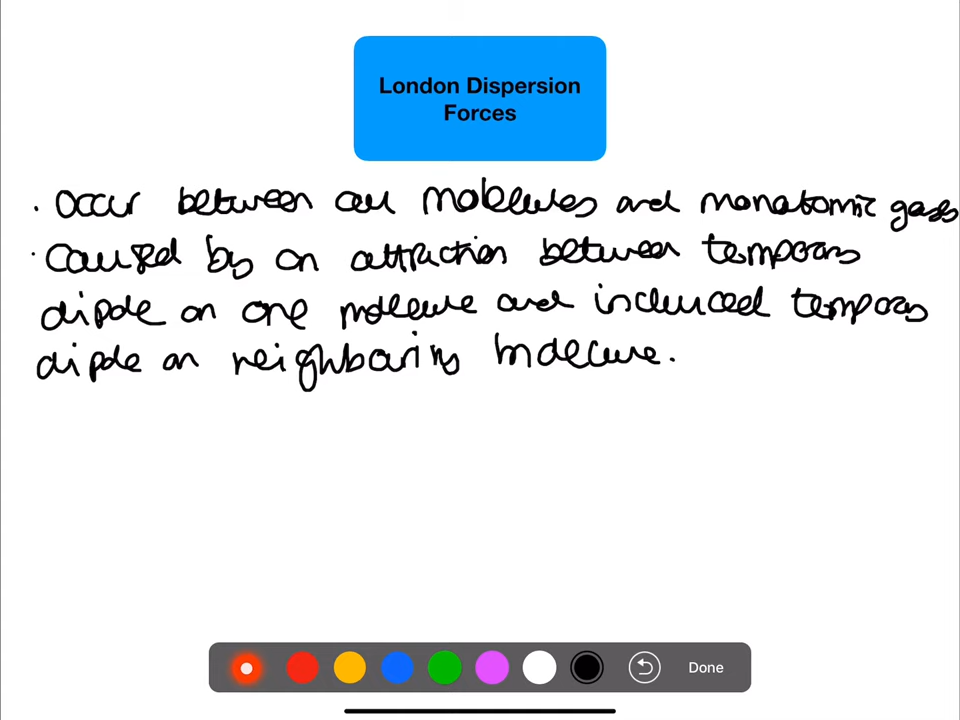 London Dispersion
Forces
· Occur between all molecules and monatomic gases
· Caused by an attraction between temporary
dipole on one molecule and induced temporary
dipole on neighbouring molecule.
Done